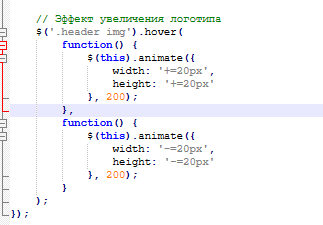 // Эффект увеличения логотипа
$('.header img').hover(
function() {
$(this).animate({
width: '+=20px',
height: '+=20px'
}, 200);
},
function() {
$(this).animate({
width: '-=20px',
height: '-=20px'
}, 200);
}
);
});